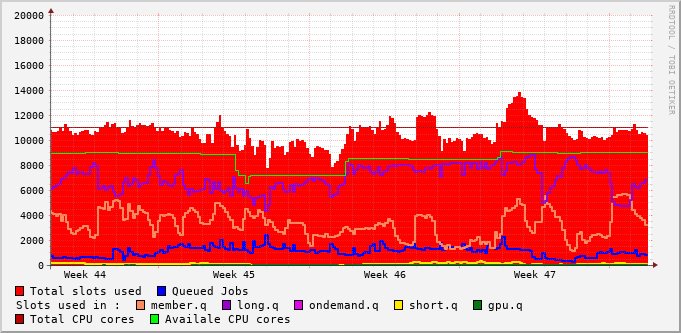 20000
18000
16000
14000
12000
10000
8000
6000
4000
2000
0
Week 44 Week 45 Week 46 Week 47
RRDTOOL / TOBI OETIKER
Total slots used Queued Jobs
Slots used in : member.q long.q ondemand.q short.q gpu.q
Total CPU cores Availale CPU cores